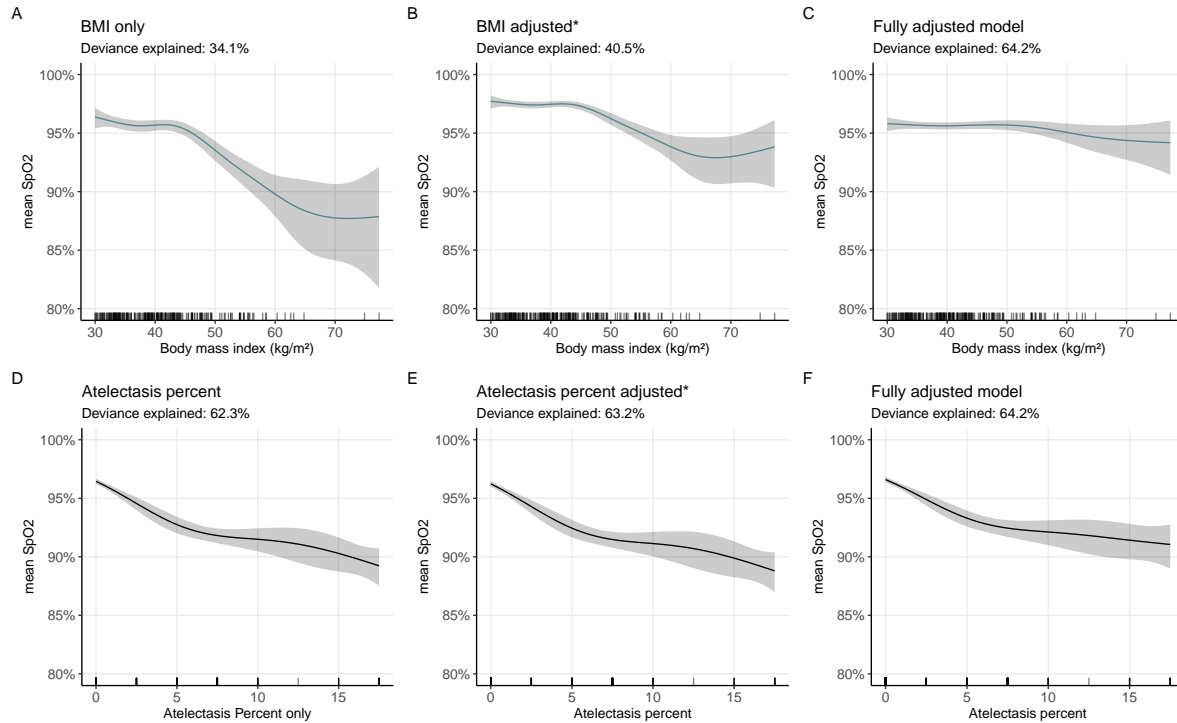 A
BMI only
Deviance explained: 34.1%
100%
95%
90%
85%
80%
mean SpO2
30 40 50 60 70
Body mass index (kg/m²)
B
BMI adjusted*
Deviance explained: 40.5%
100%
95%
90%
85%
80%
mean SpO2
30 40 50 60 70
Body mass index (kg/m²)
C
Fully adjusted model
Deviance explained: 64.2%
100%
95%
90%
85%
80%
mean SpO2
30 40 50 60 70
Body mass index (kg/m²)
D
Atelectasis percent
Deviance explained: 62.3%
100%
95%
90%
85%
80%
mean SpO2
0 5 10 15
Atelectasis Percent only
E
Atelectasis percent adjusted*
Deviance explained: 63.2%
100%
95%
90%
85%
80%
mean SpO2
0 5 10 15
Atelectasis percent
F
Fully adjusted model
Deviance explained: 64.2%
100%
95%
90%
85%
80%
mean SpO2
0 5 10 15
Atelectasis percent